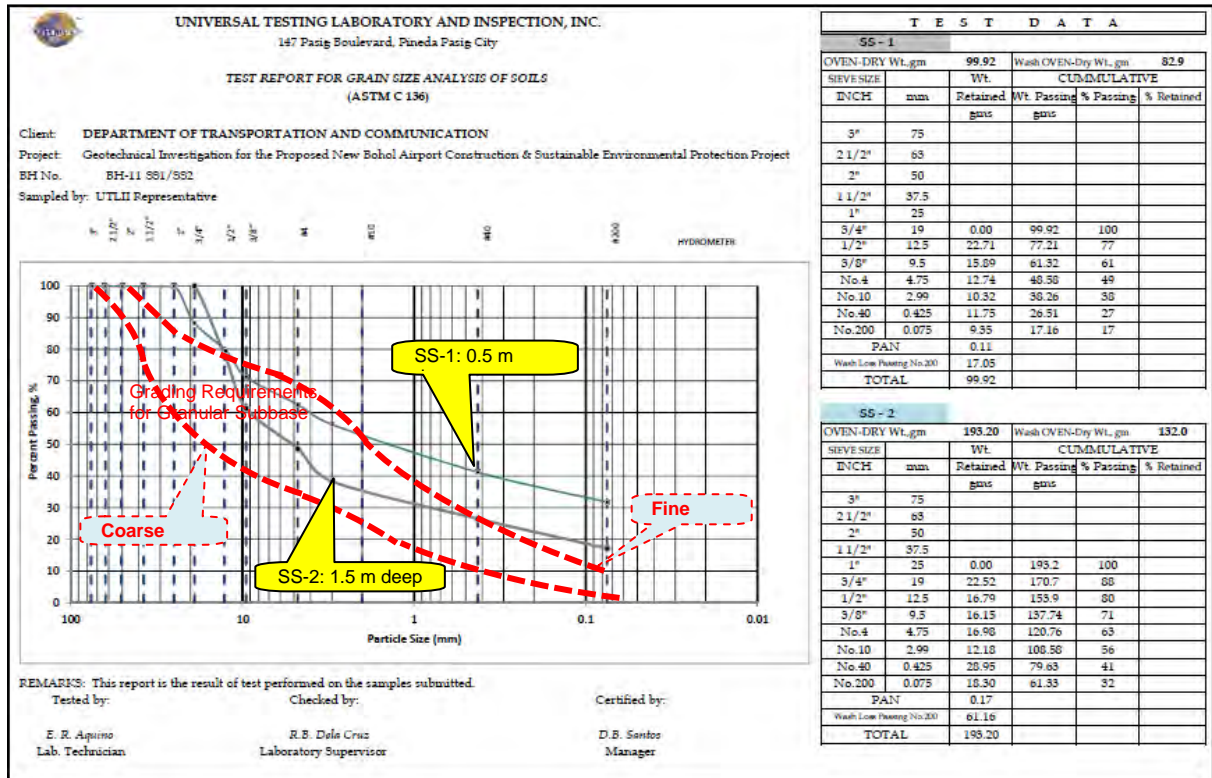 UNIVERSAL TESTING LABORATORY AND INSPECTION, INC.
147 Pasig Boulevard, Pineda Pasig City
TEST REPORT FOR GRAIN SIZE ANALYSIS OF SOILS
(ASTM C 136)
Client: DEPARTMENT OF TRANSPORTATION AND COMMUNICATION
Project: Geotechnical Investigation for the Proposed New Bohol Airport Construction & Sustainable Environmental Protection Project
BH No. BH-11 SS1/SS2
Sampled by: UTLII Representative
3" 2.1/2" 2" 1.1/2" 1" 3/4" 1/2" 3/8" #4 #10 #40 #200 HYDROMETER
100
90
80
70
60
50
40
30
20
10
0
Percent Passing, %
Grading Requirements
for Granular Subbase
SS-1: 0.5 m
Coarse
Fine
SS-2: 1.5 m deep
100 10 1 0.1 0.01
Particle Size (mm)
REMARKS: This report is the result of test performed on the samples submitted.
Tested by: Checked by: Certified by:
E. R. Aquino R.B. Dela Cruz D.B. Santos
Lab. Technician Laboratory Supervisor Manager
T E S T D A T A
SS - 1
OVEN-DRY Wt.,gm 99.92 Wash OVEN-Dry Wt., gm 82.9
SIEVE SIZE Wt. CUMMULATIVE
INCH mm Retained Wt. Passing % Passing % Retained
gms gms
3" 75
2 1/2" 63
2" 50
1 1/2" 37.5
1" 25
3/4" 19 0.00 99.92 100
1/2" 12.5 22.71 77.21 77
3/8" 9.5 15.89 61.32 61
No.4 4.75 12.74 48.58 49
No.10 2.99 10.32 38.26 38
No.40 0.425 11.75 26.51 27
No.200 0.075 9.35 17.16 17
PAN 0.11
Wash Loss Passing No.200 17.05
TOTAL 99.92
SS - 2
OVEN-DRY Wt.,gm 193.20 Wash OVEN-Dry Wt., gm 132.0
SIEVE SIZE Wt. CUMMULATIVE
INCH mm Retained Wt. Passing % Passing % Retained
gms gms
3" 75
2 1/2" 63
2" 50
1 1/2" 37.5
1" 25 0.00 193.2 100
3/4" 19 22.52 170.7 88
1/2" 12.5 16.79 153.9 80
3/8" 9.5 16.15 137.74 71
No.4 4.75 16.98 120.76 63
No.10 2.99 12.18 108.58 56
No.40 0.425 28.95 79.63 41
No.200 0.075 18.30 61.33 32
PAN 0.17
Wash Loss Passing No.200 61.16
TOTAL 193.20